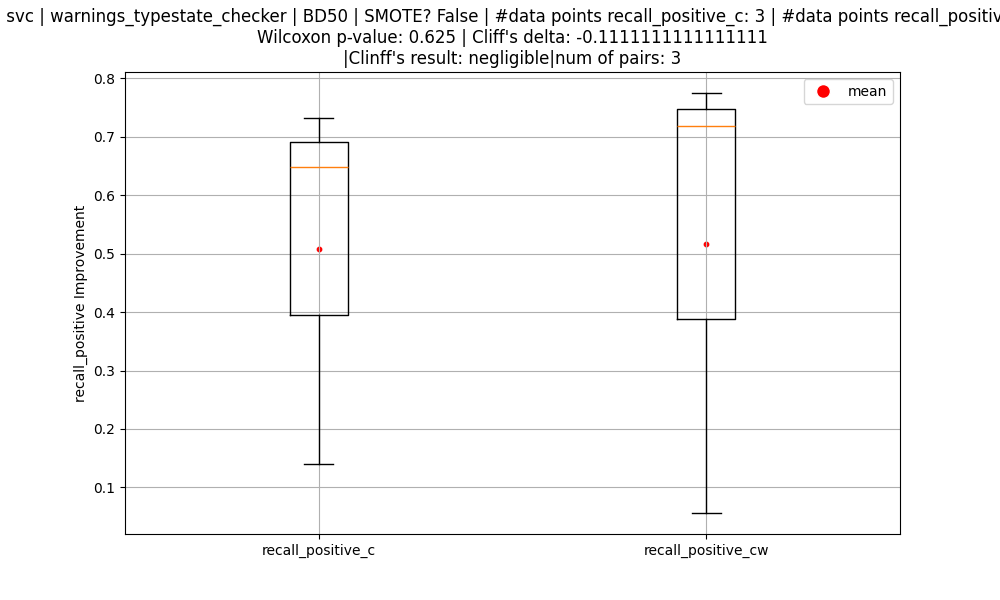 svc | warnings_typestate_checker | BD50 | SMOTE? False | #data points recall_positive_c: 3 | #data points recall_positiv
Wilcoxon p-value: 0.625 | Cliff's delta: -0.1111111111111111
|Clinff's result: negligible|num of pairs: 3
mean
0.8
0.7
0.6
0.5
0.4
0.3
0.2
0.1
recall_positive Improvement
recall_positive_c
recall_positive_cw